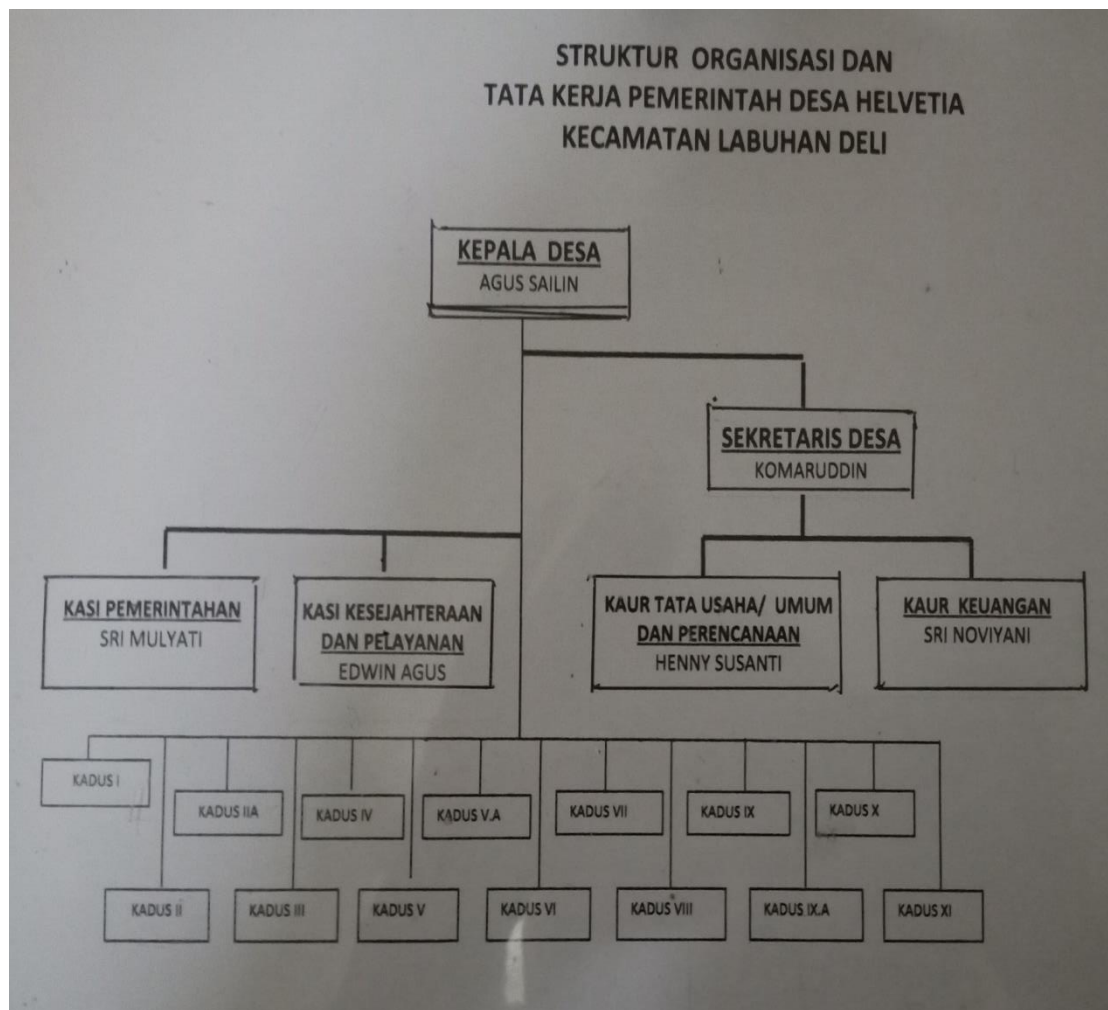 STRUKTUR ORGANISASI DAN
TATA KERJA PEMERINTAH DESA HELVETIA
KECAMATAN LABUHAN DELI
KEPALA DESA
AGUS SAILIN
SEKRETARIS DESA
KOMARUDDIN
KASI PEMERINTAHAN
SRI MULYATI
KASI KESEJAHTERAAN
DAN PELAYANAN
EDWIN AGUS
KAUR TATA USAHA/ UMUM
DAN PERENCANAAN
HENNY SUSANTI
KAUR KEUANGAN
SRI NOVIYANI
KADUS I
KADUS IIA
KADUS IV
KADUS V.A
KADUS VII
KADUS IX
KADUS X
KADUS II
KADUS III
KADUS V
KADUS VI
KADUS VIII
KADUS IX.A
KADUS XI